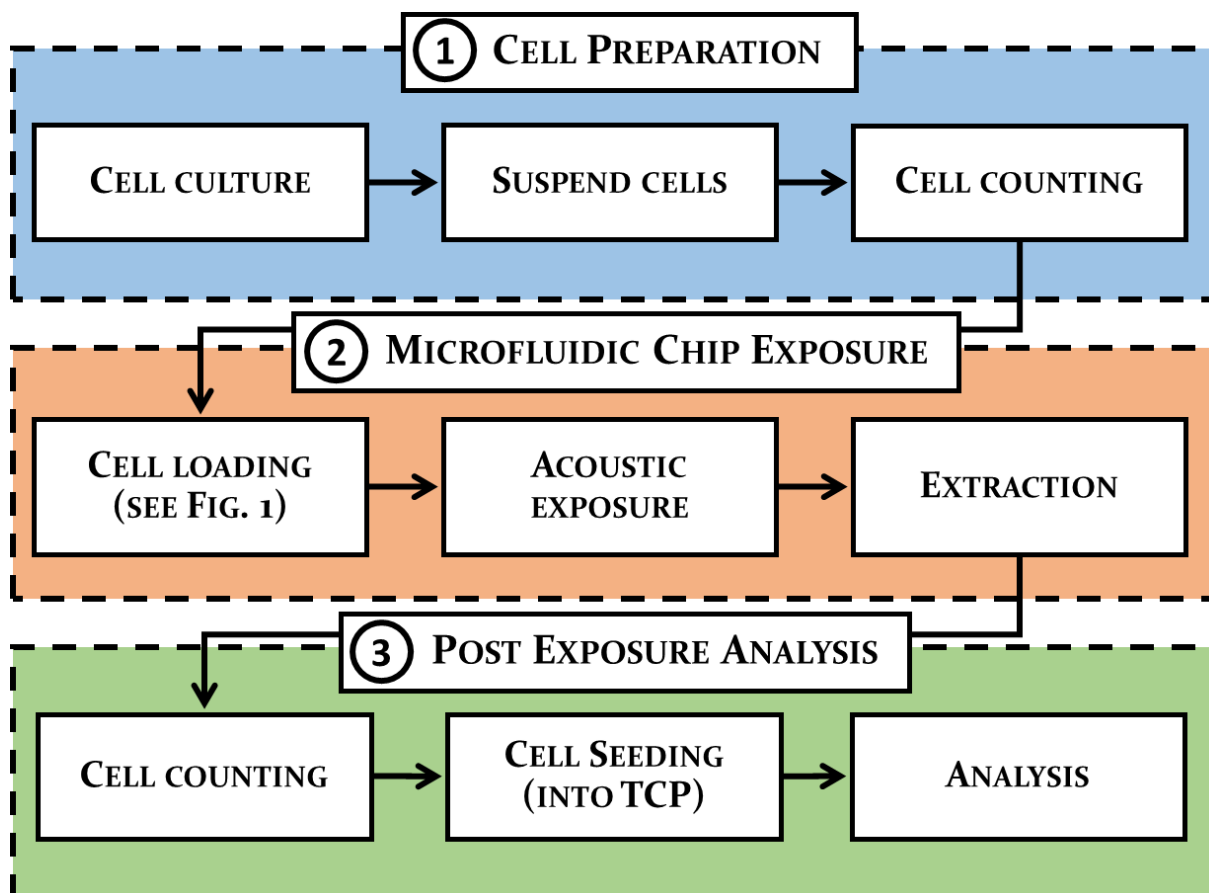 1 Cell Preparation
Cell culture
Suspend cells
Cell counting
2 Microfluidic Chip Exposure
Cell loading
(see Fig. 1)
Acoustic
exposure
Extraction
3 Post Exposure Analysis
Cell counting
Cell Seeding
(into TCP)
Analysis